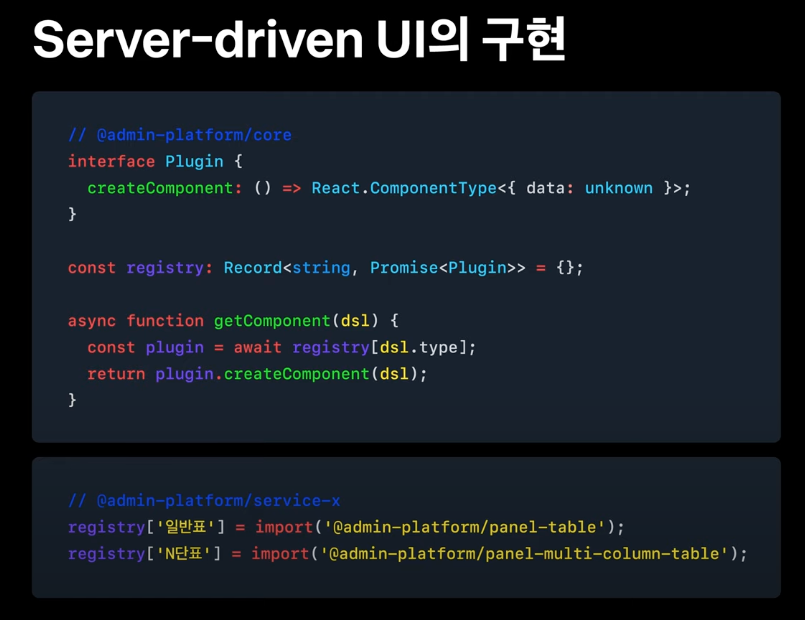 Server-driven UI의 구현
// @admin-platform/core
interface Plugin {
  createComponent: () => React.ComponentType<{ data: unknown }>;
}
const registry: Record<string, Promise<Plugin>> = {};
async function getComponent(dsl) {
  const plugin = await registry[dsl.type];
  return plugin.createComponent(dsl);
}
// @admin-platform/service-x
registry['일반표'] = import('@admin-platform/panel-table');
registry['N단표'] = import('@admin-platform/panel-multi-column-table');